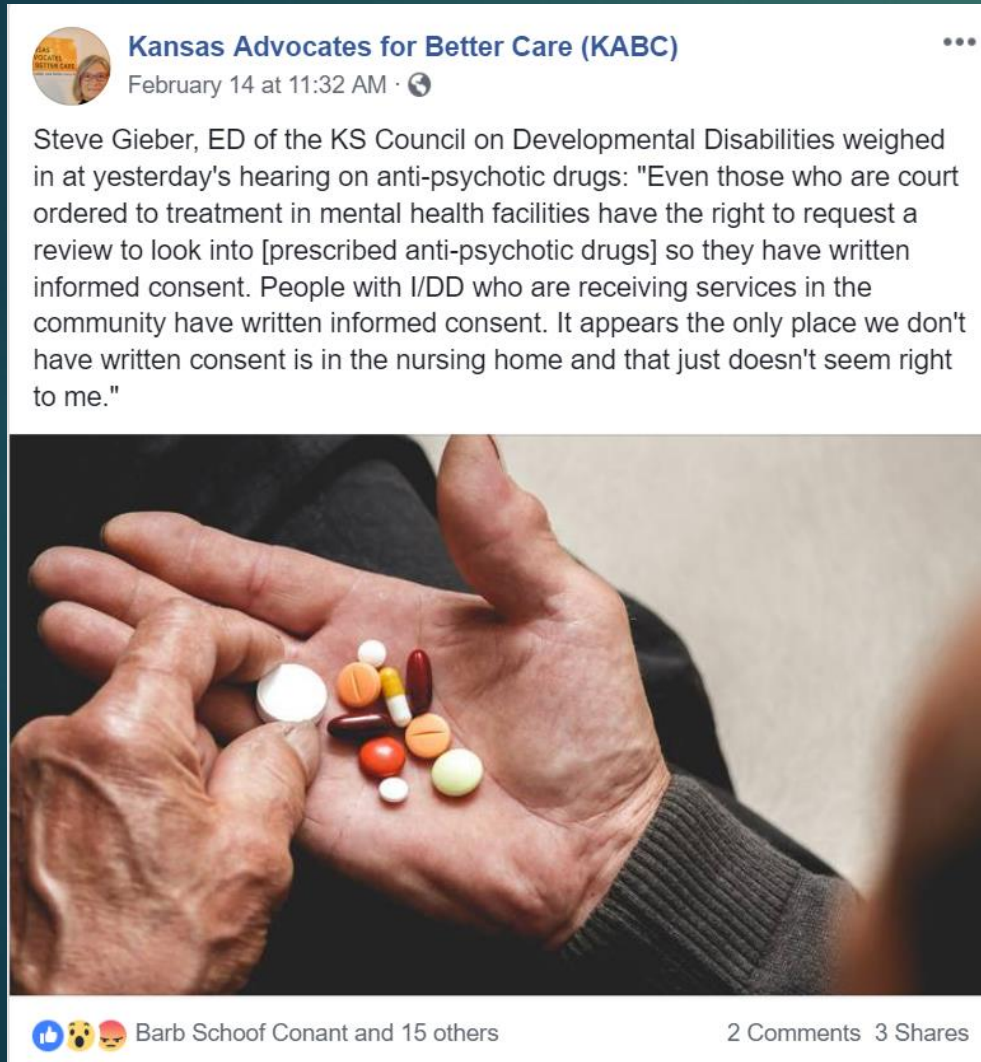 Kansas Advocates for Better Care (KABC)
February 14 at 11:32 AM ·
Steve Gieber, ED of the KS Council on Developmental Disabilities weighed
in at yesterday's hearing on anti-psychotic drugs: "Even those who are court
ordered to treatment in mental health facilities have the right to request a
review to look into [prescribed anti-psychotic drugs] so they have written
informed consent. People with I/DD who are receiving services in the
community have written informed consent. It appears the only place we don't
have written consent is in the nursing home and that just doesn't seem right
to me."
Barb Schoof Conant and 15 others
2 Comments 3 Shares